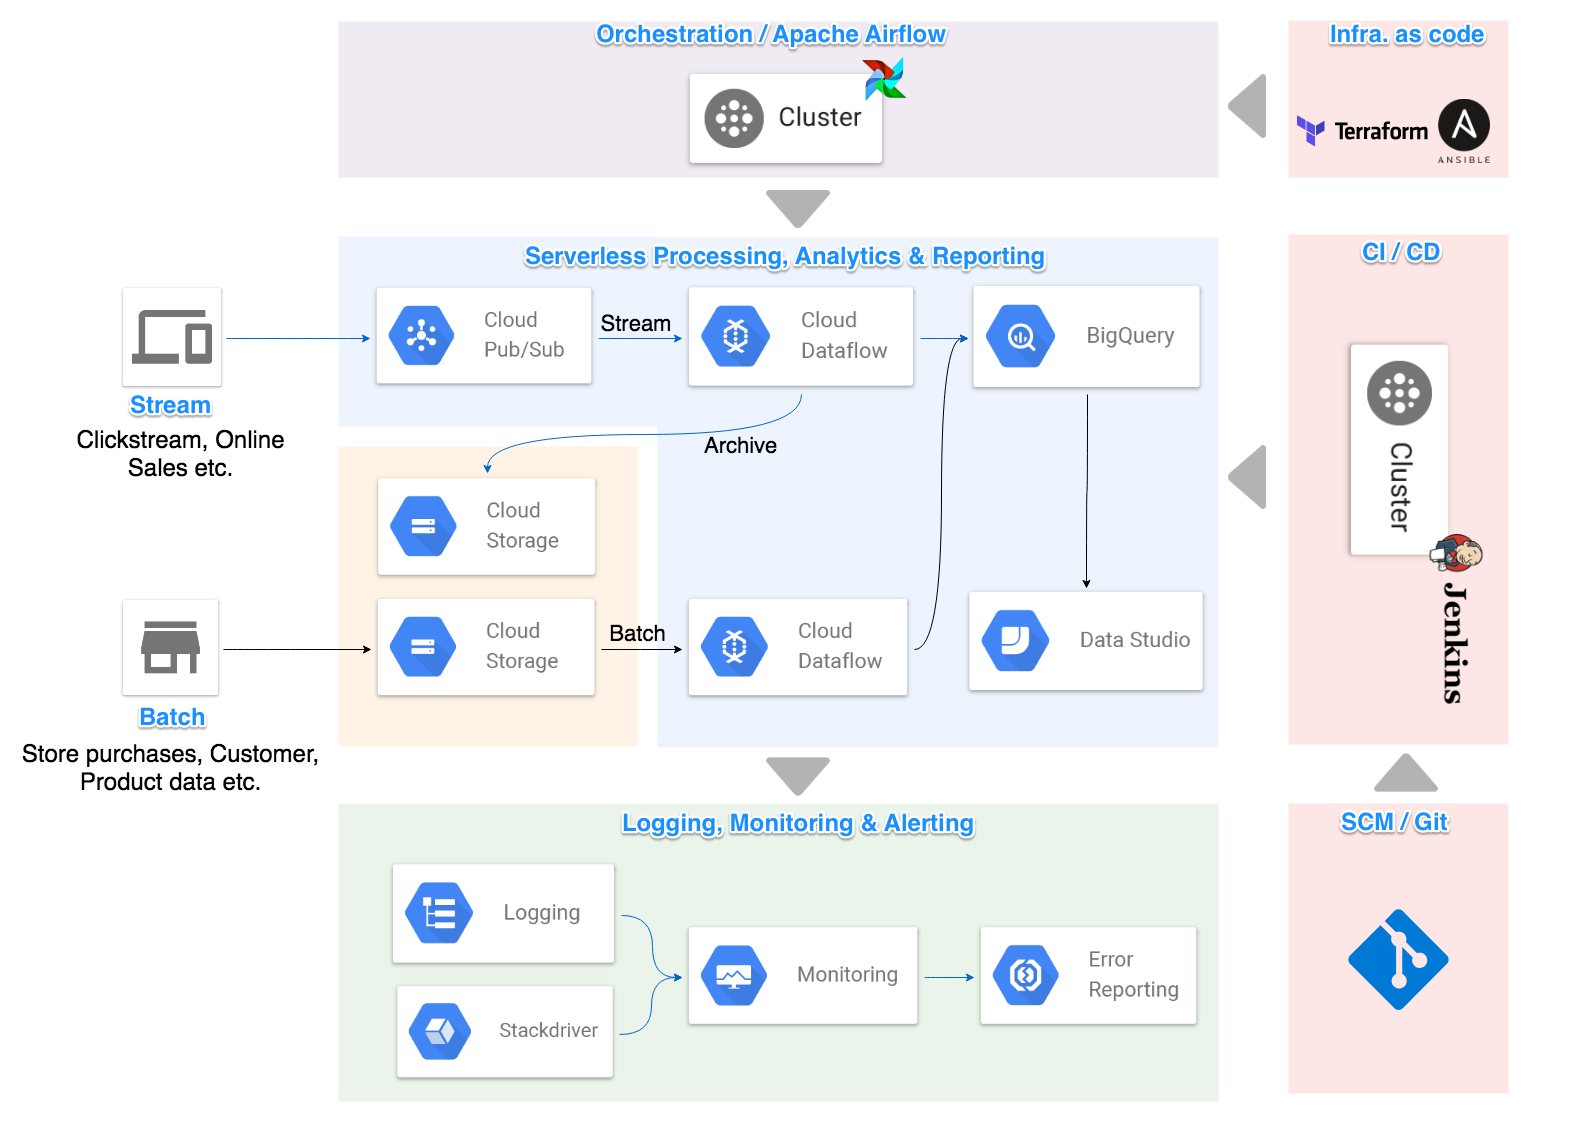 Orchestration / Apache Airflow
Cluster
Infra. as code
Terraform
ANSIBLE
Serverless Processing, Analytics & Reporting
Cloud
Pub/Sub
Stream
Cloud
Dataflow
BigQuery
Stream
Clickstream, Online
Sales etc.
Archive
Cloud
Storage
Cloud
Storage
Batch
Cloud
Dataflow
Data Studio
Batch
Store purchases, Customer,
Product data etc.
CI / CD
Cluster
Jenkins
Logging, Monitoring & Alerting
Logging
Stackdriver
Monitoring
Error
Reporting
SCM / Git